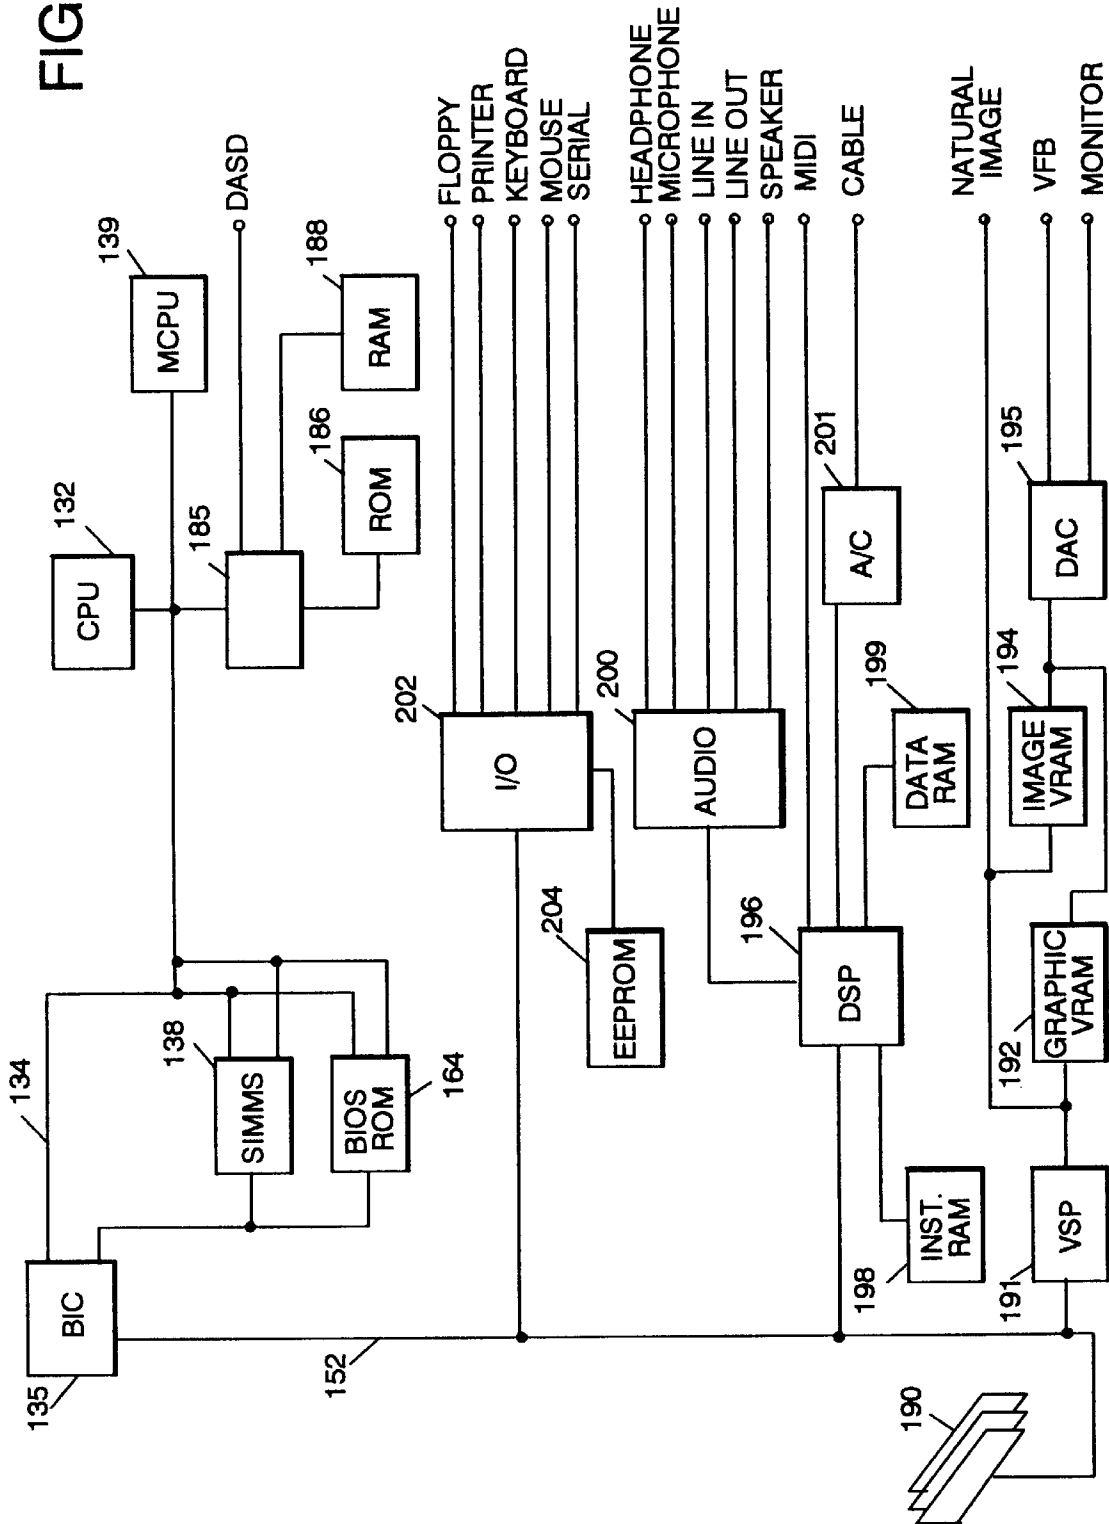 FIG
135
BIC
134
152
138
SIMMS
BIOS
ROM
164
CPU
132
MCPU
139
185
DASD
ROM
186
RAM
188
202
I/O
FLOPPY
PRINTER
KEYBOARD
MOUSE
SERIAL
204
EEPROM
200
AUDIO
HEADPHONE
MICROPHONE
LINE IN
LINE OUT
SPEAKER
MIDI
196
DSP
A/C
201
CABLE
198
INST.
RAM
DATA
RAM
199
190
191
VSP
192
GRAPHIC
VRAM
IMAGE
VRAM
194
DAC
195
NATURAL
IMAGE
VFB
MONITOR